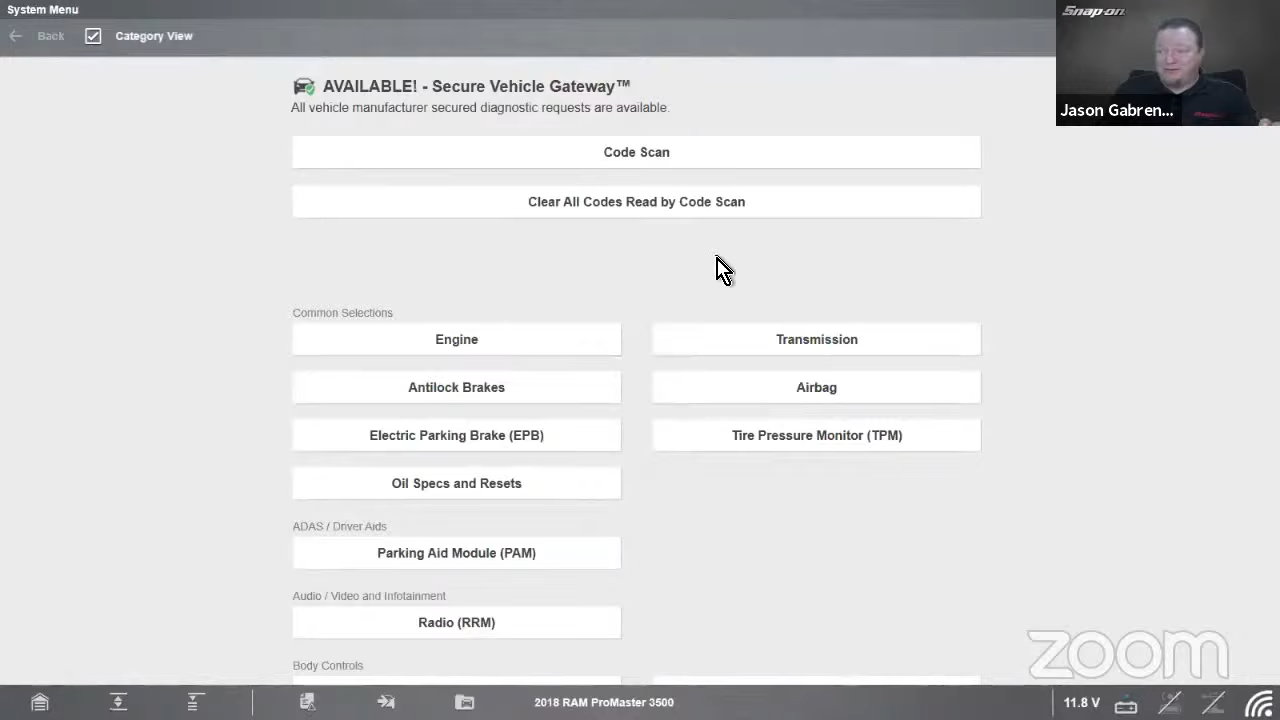 System Menu
Back
Category View
Snap-on
Jason Gabren...
AVAILABLE! - Secure Vehicle Gateway™
All vehicle manufacturer secured diagnostic requests are available.
Code Scan
Clear All Codes Read by Code Scan
Common Selections
Engine
Transmission
Antilock Brakes
Airbag
Electric Parking Brake (EPB)
Tire Pressure Monitor (TPM)
Oil Specs and Resets
ADAS / Driver Aids
Parking Aid Module (PAM)
Audio / Video and Infotainment
Radio (RRM)
Body Controls
zoom
2018 RAM ProMaster 3500
11.8 V